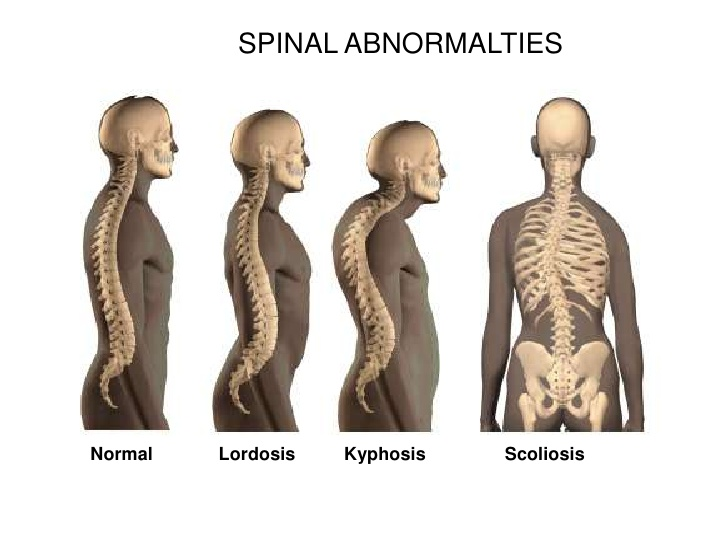 SPINAL ABNORMALTIES
Normal Lordosis Kyphosis Scoliosis